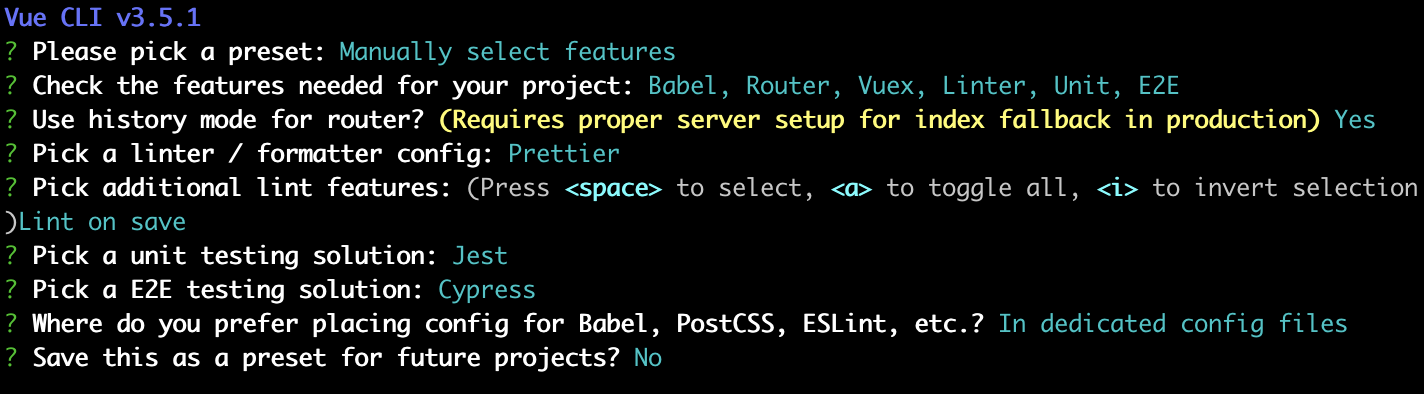 Vue CLI v3.5.1
? Please pick a preset: Manually select features
? Check the features needed for your project: Babel, Router, Vuex, Linter, Unit, E2E
? Use history mode for router? (Requires proper server setup for index fallback in production) Yes
? Pick a linter / formatter config: Prettier
? Pick additional lint features: (Press <space> to select, <a> to toggle all, <i> to invert selection
)Lint on save
? Pick a unit testing solution: Jest
? Pick a E2E testing solution: Cypress
? Where do you prefer placing config for Babel, PostCSS, ESLint, etc.? In dedicated config files
? Save this as a preset for future projects? No